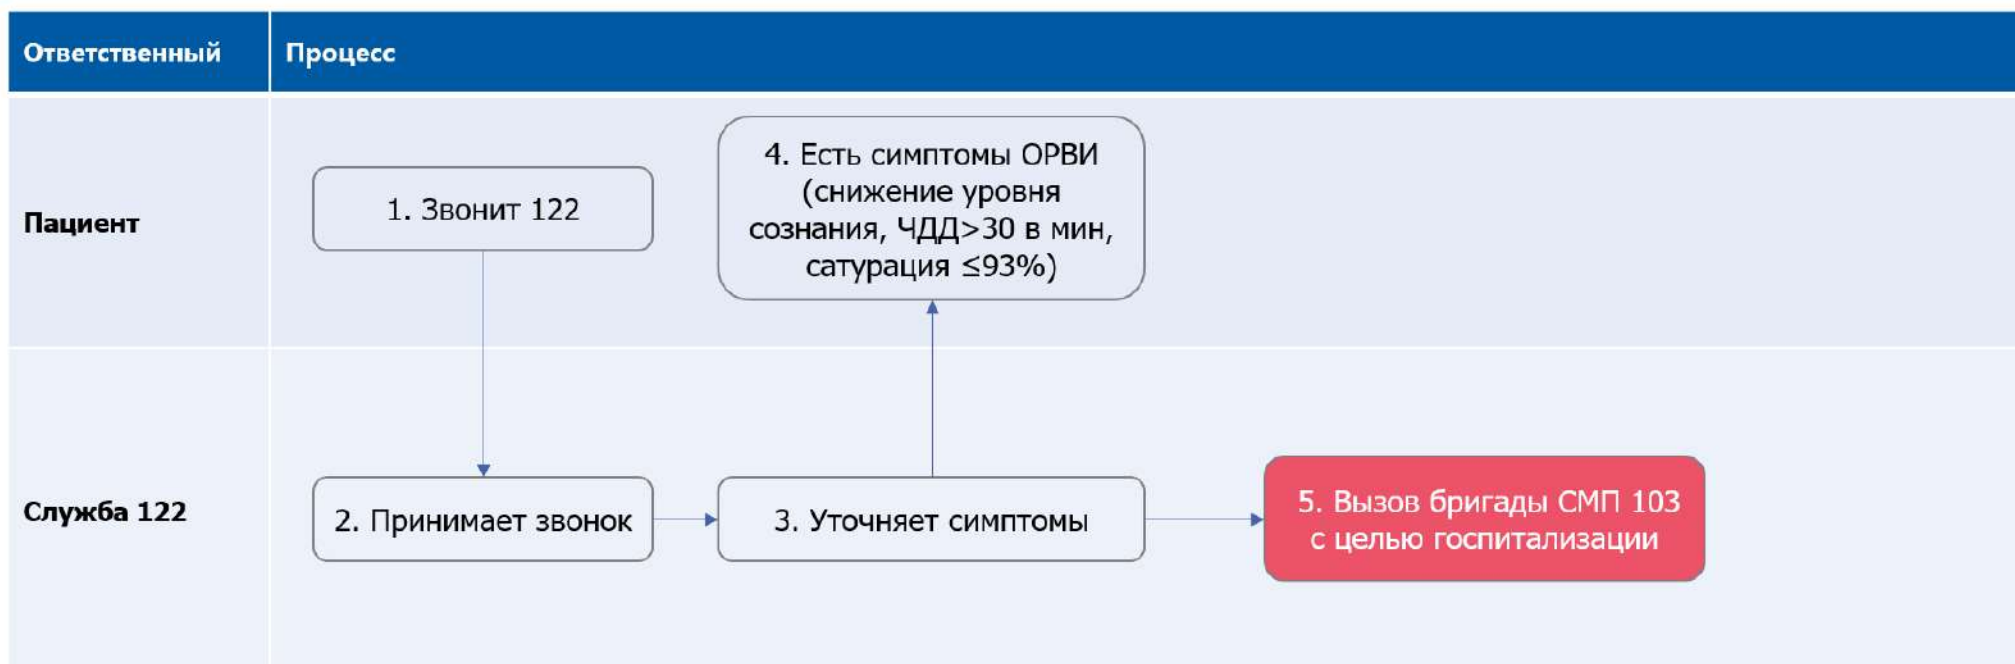 Ответственный
Процесс
Пациент
1. Звонит 122
4. Есть симптомы ОРВИ
(снижение уровня
сознания, ЧДД>30 в мин,
сатурация ≤93%)
Служба 122
2. Принимает звонок
3. Уточняет симптомы
5. Вызов бригады СМП 103
с целью госпитализации